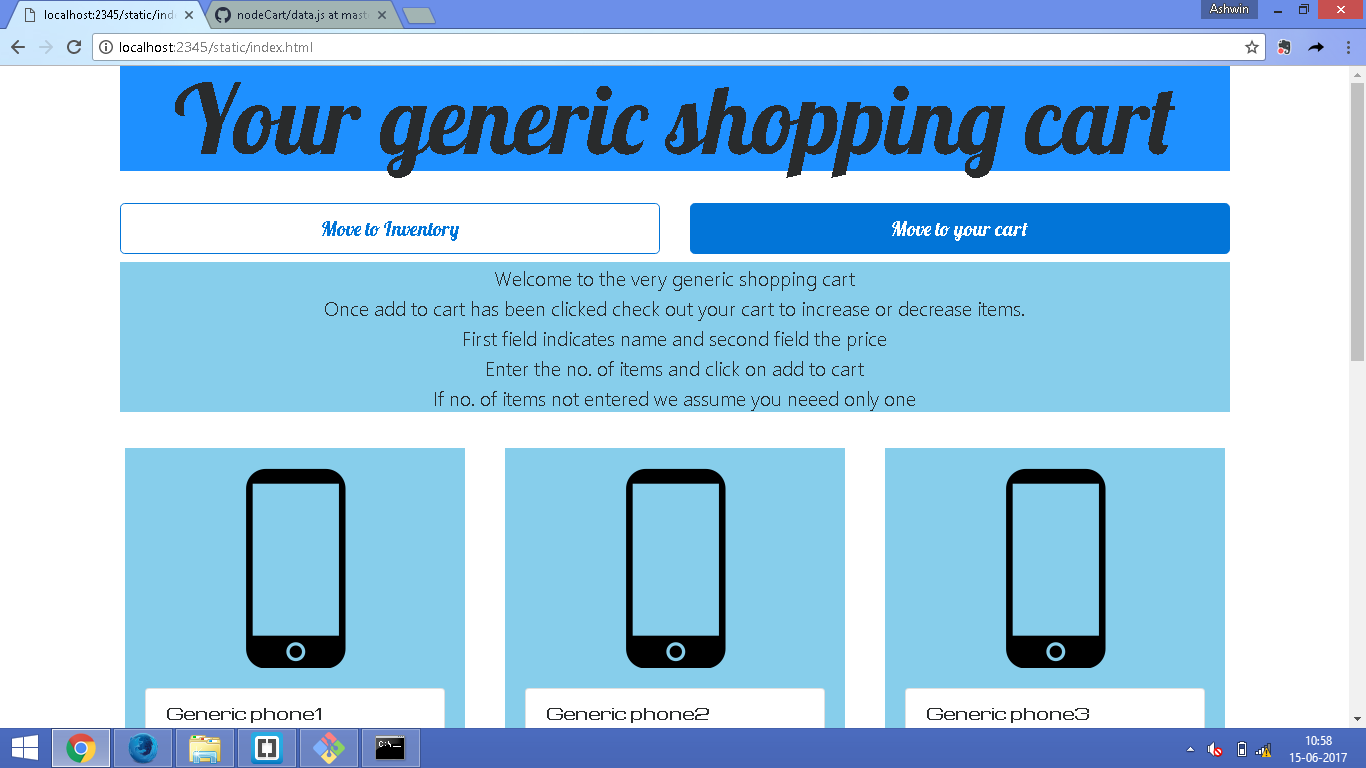 Ashwin
localhost:2345/static/ind
nodeCart/data.js at mast
localhost:2345/static/index.html
Your generic shopping cart
Move to Inventory
Move to your cart
Welcome to the very generic shopping cart
Once add to cart has been clicked check out your cart to increase or decrease items.
First field indicates name and second field the price
Enter the no. of items and click on add to cart
If no. of items not entered we assume you neeed only one
Generic phone1
Generic phone2
Generic phone3
C:\_
10:58
15-06-2017